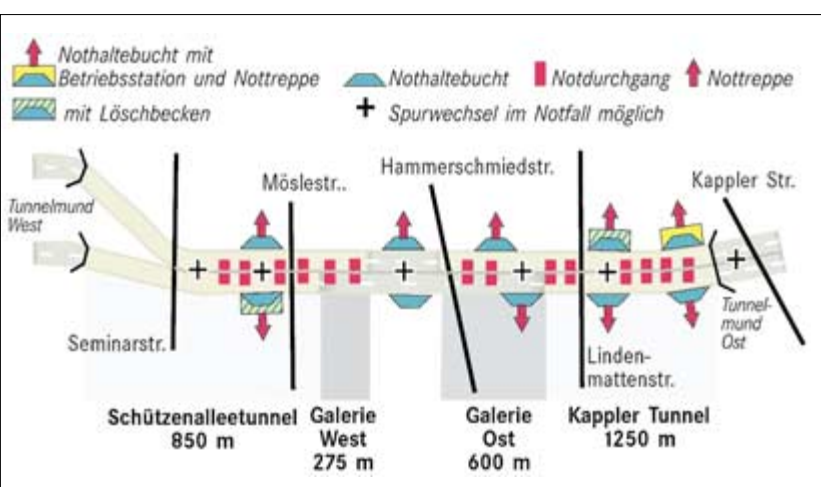 Nothaltebucht mit
Betriebsstation und Nottreppe
Nothaltebucht
Notdurchgang
Nottreppe
mit Löschbecken
Spurwechsel im Notfall möglich
Hammerschmiedstr.
Möslestr..
Kappler Str.
Tunnelmund
West
Seminarstr.
Tunnel-
mund
Ost
Linden-
mattenstr.
Schützenalleetunnel
850 m
Galerie
West
275 m
Galerie
Ost
600 m
Kappler Tunnel
1250 m